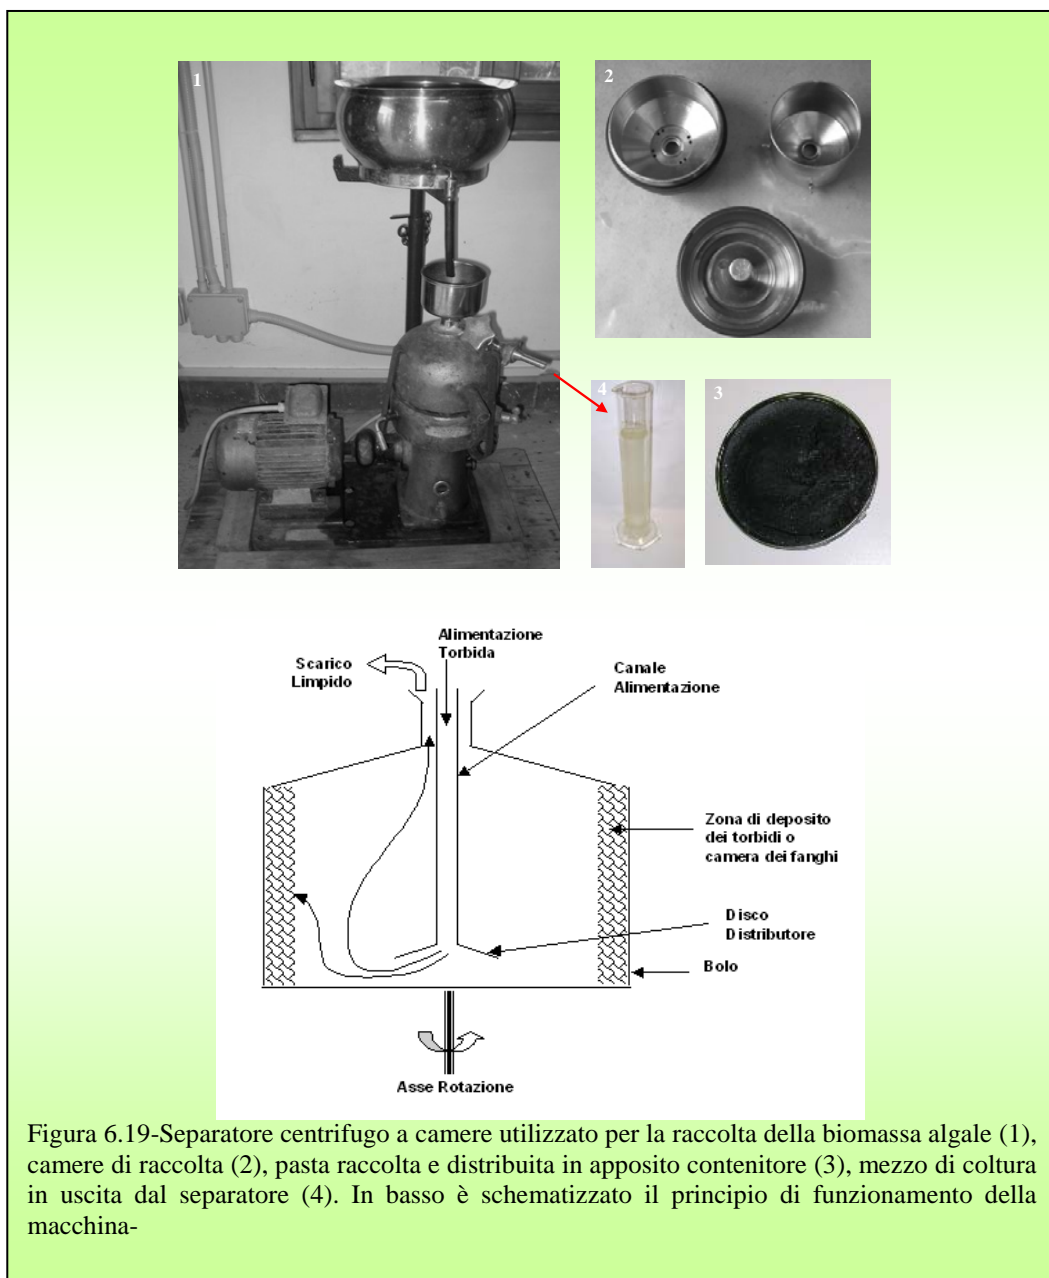 1
2
4
3
Alimentazione
Torbida
Scarico
Limpido
Canale
Alimentazione
Zona di deposito
dei torbidi o
camera dei fanghi
Disco
Distributore
Bolo
Asse Rotazione
Figura 6.19-Separatore centrifugo a camere utilizzato per la raccolta della biomassa algale (1),
camere di raccolta (2), pasta raccolta e distribuita in apposito contenitore (3), mezzo di coltura
in uscita dal separatore (4). In basso è schematizzato il principio di funzionamento della
macchina-